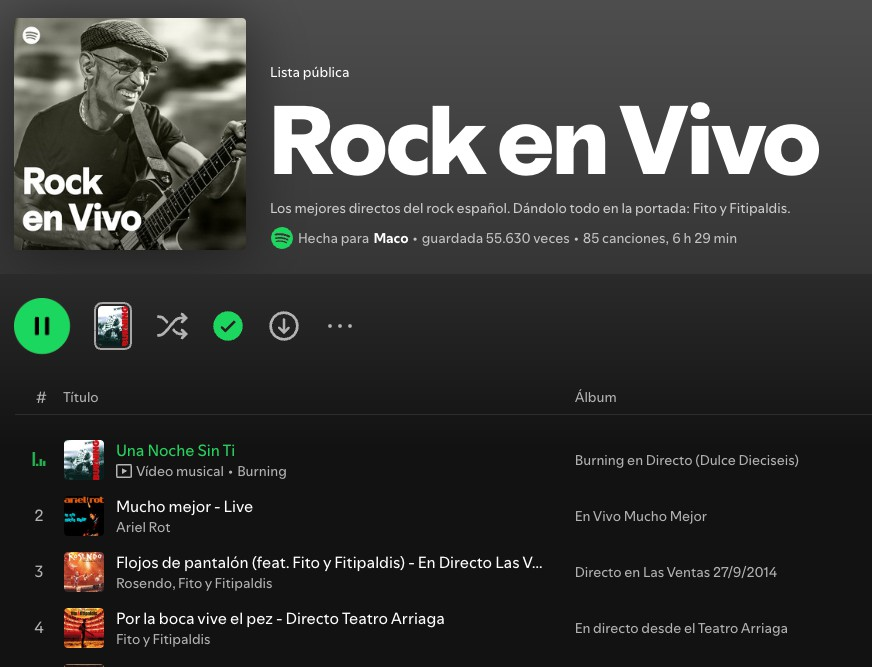 Rock
en Vivo
Lista pública
Rock en Vivo
Los mejores directos del rock español. Dándolo todo en la portada: Fito y Fitipaldis.
Hecha para Maco • guardada 55.630 veces • 85 canciones, 6 h 29 min
BURNING
# Título Álbum
BURNING
Una Noche Sin Ti
Vídeo musical • Burning
Burning en Directo (Dulce Dieciseis)
ariel rot
2 Mucho mejor - Live
Ariel Rot
En Vivo Mucho Mejor
ROSENDO
3 Flojos de pantalón (feat. Fito y Fitipaldis) - En Directo Las V...
Rosendo, Fito y Fitipaldis
Directo en Las Ventas 27/9/2014
4 Por la boca vive el pez - Directo Teatro Arriaga
Fito y Fitipaldis
En directo desde el Teatro Arriaga